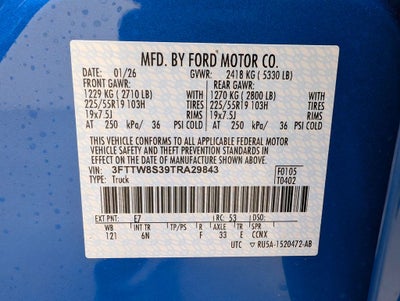 MFD. BY FORD MOTOR CO.
DATE: 01/26 GVWR: 2418 KG ( 5330 LB)
FRONT GAWR: REAR GAWR:
1229 KG ( 2710 LB) WITH 1270 KG ( 2800 LB) WITH
225/55R19 103H TIRES 225/55R19 103H TIRES
19x7.5J RIMS 19x7.5J RIMS
AT 250 kPa/ 36 PSI COLD AT 250 kPa/ 36 PSI COLD
THIS VEHICLE CONFORMS TO ALL APPLICABLE FEDERAL MOTOR
VEHICLE SAFETY AND THEFT PREVENTION STANDARDS IN EFFECT ON THE
DATE OF MANUFACTURE SHOWN ABOVE.
VIN: 3FTTW8S39TRA29843 F0105
TYPE: Truck T0402
EXT PNT: E7 RC: 53 DSO:
WB INT TR R AXLE TR E
121 6N F 33 E CCNX
UTC RU5A-1520472-AB